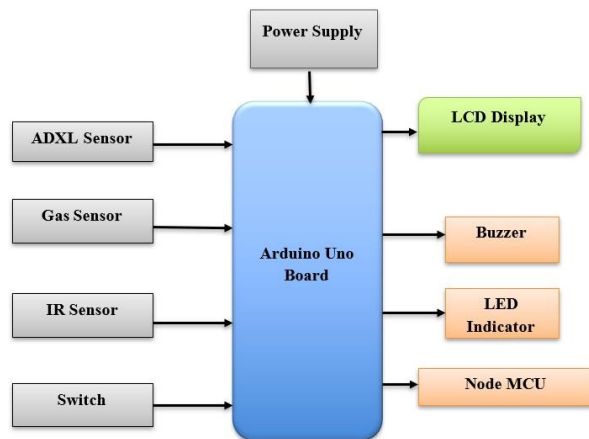 Power Supply
ADXL Sensor
LCD Display
Gas Sensor
Arduino Uno
Board
Buzzer
IR Sensor
LED
Indicator
Switch
Node MCU